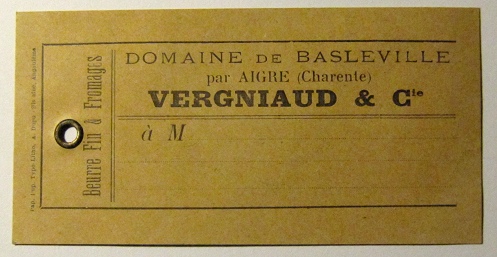 DOMAINE DE BASLEVILLE
par AIGRE (Charente)
VERGNIAUD & Cie
à M
Beurre Fin & Fromages